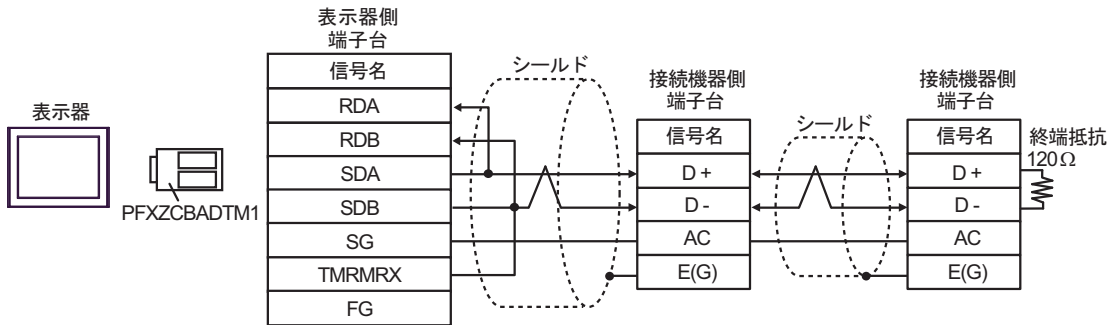 表示器
PFXZCBADTM1
表示器側
端子台
信号名
RDA
RDB
SDA
SDB
SG
TMRMRX
FG
シールド
接続機器側
端子台
信号名
D +
D -
AC
E(G)
シールド
接続機器側
端子台
信号名
D +
D -
AC
E(G)
終端抵抗
120Ω